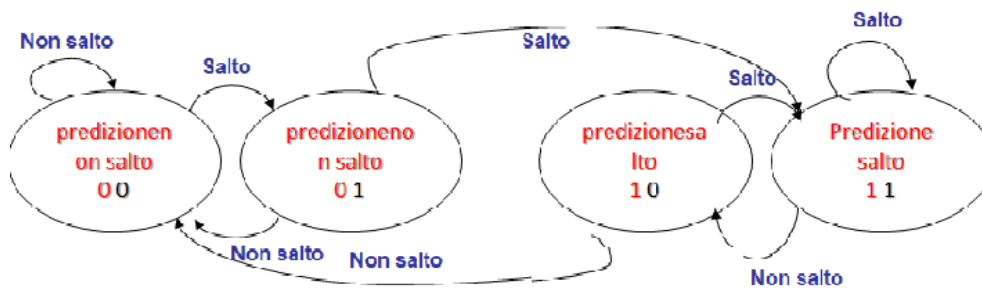 Non salto
Salto
Salto
Salto
Salto
predizionen
on salto
0 0
predizioneno
n salto
0 1
predizionesa
lto
1 0
Predizione
salto
1 1
Non salto
Non salto
Non salto